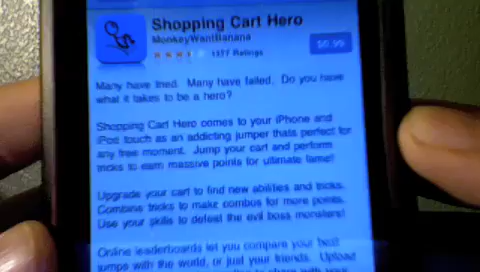 Shopping Cart Hero
MonkeyWantBanana
1357 Ratings
$0.99
Many have tried. Many have failed. Do you have
what it takes to be a hero?
Shopping Cart Hero comes to your iPhone and
iPod touch as an addicting jumper thats perfect for
any free moment. Jump your cart and perform
tricks to earn massive points for ultimate fame!
Upgrade your cart to find new abilities and tricks.
Combine tricks to make combos for more points.
Use your skills to defeat the evil boss monsters!
Online leaderboards let you compare your best
jumps with the world, or just your friends. Upload